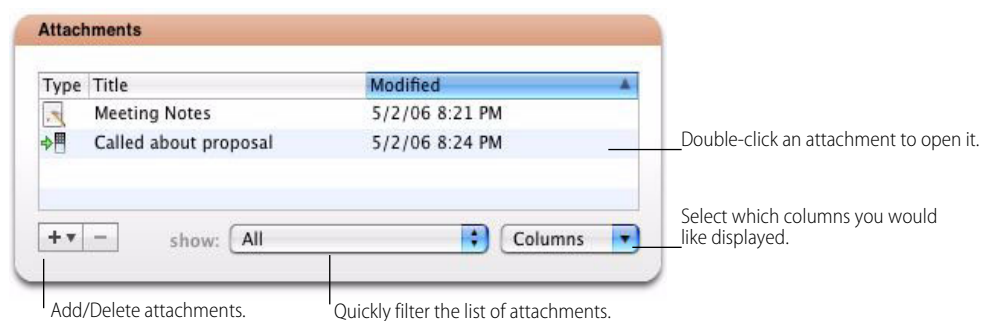 Attachments
Type Title Modified
Meeting Notes 5/2/06 8:21 PM
Called about proposal 5/2/06 8:24 PM
Double-click an attachment to open it.
Select which columns you would
like displayed.
show: All Columns
Add/Delete attachments.
Quickly filter the list of attachments.